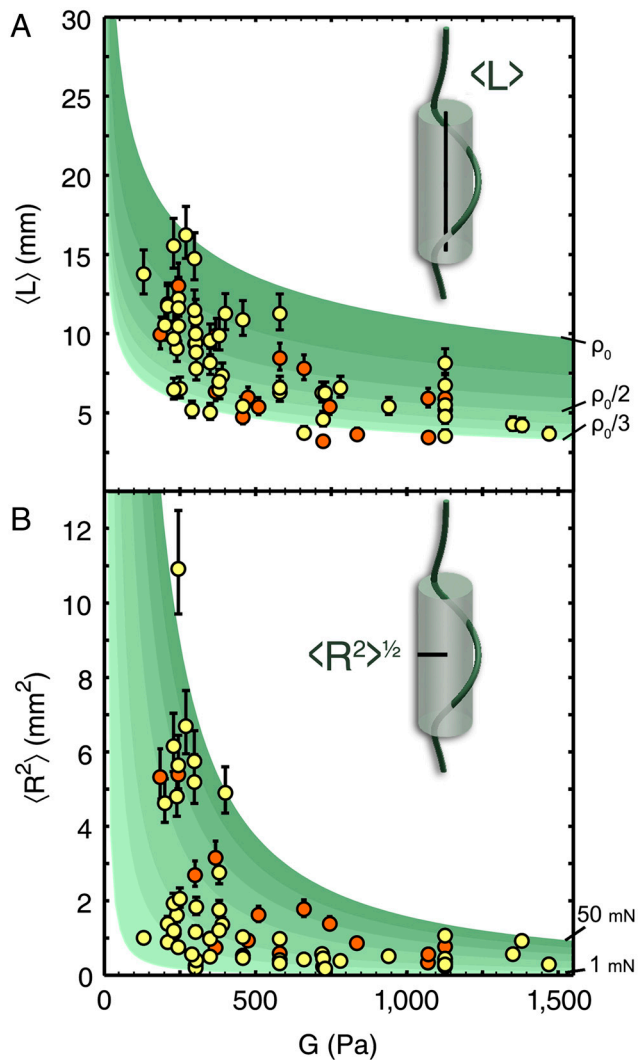 A
30
25
20
15
10
5
⟨L⟩ (mm)
⟨L⟩
ρ₀
ρ₀/2
ρ₀/3
B
12
10
8
6
4
2
0
⟨R²⟩ (mm²)
⟨R²⟩½
50 mN
1 mN
0
500
1,000
1,500
G (Pa)